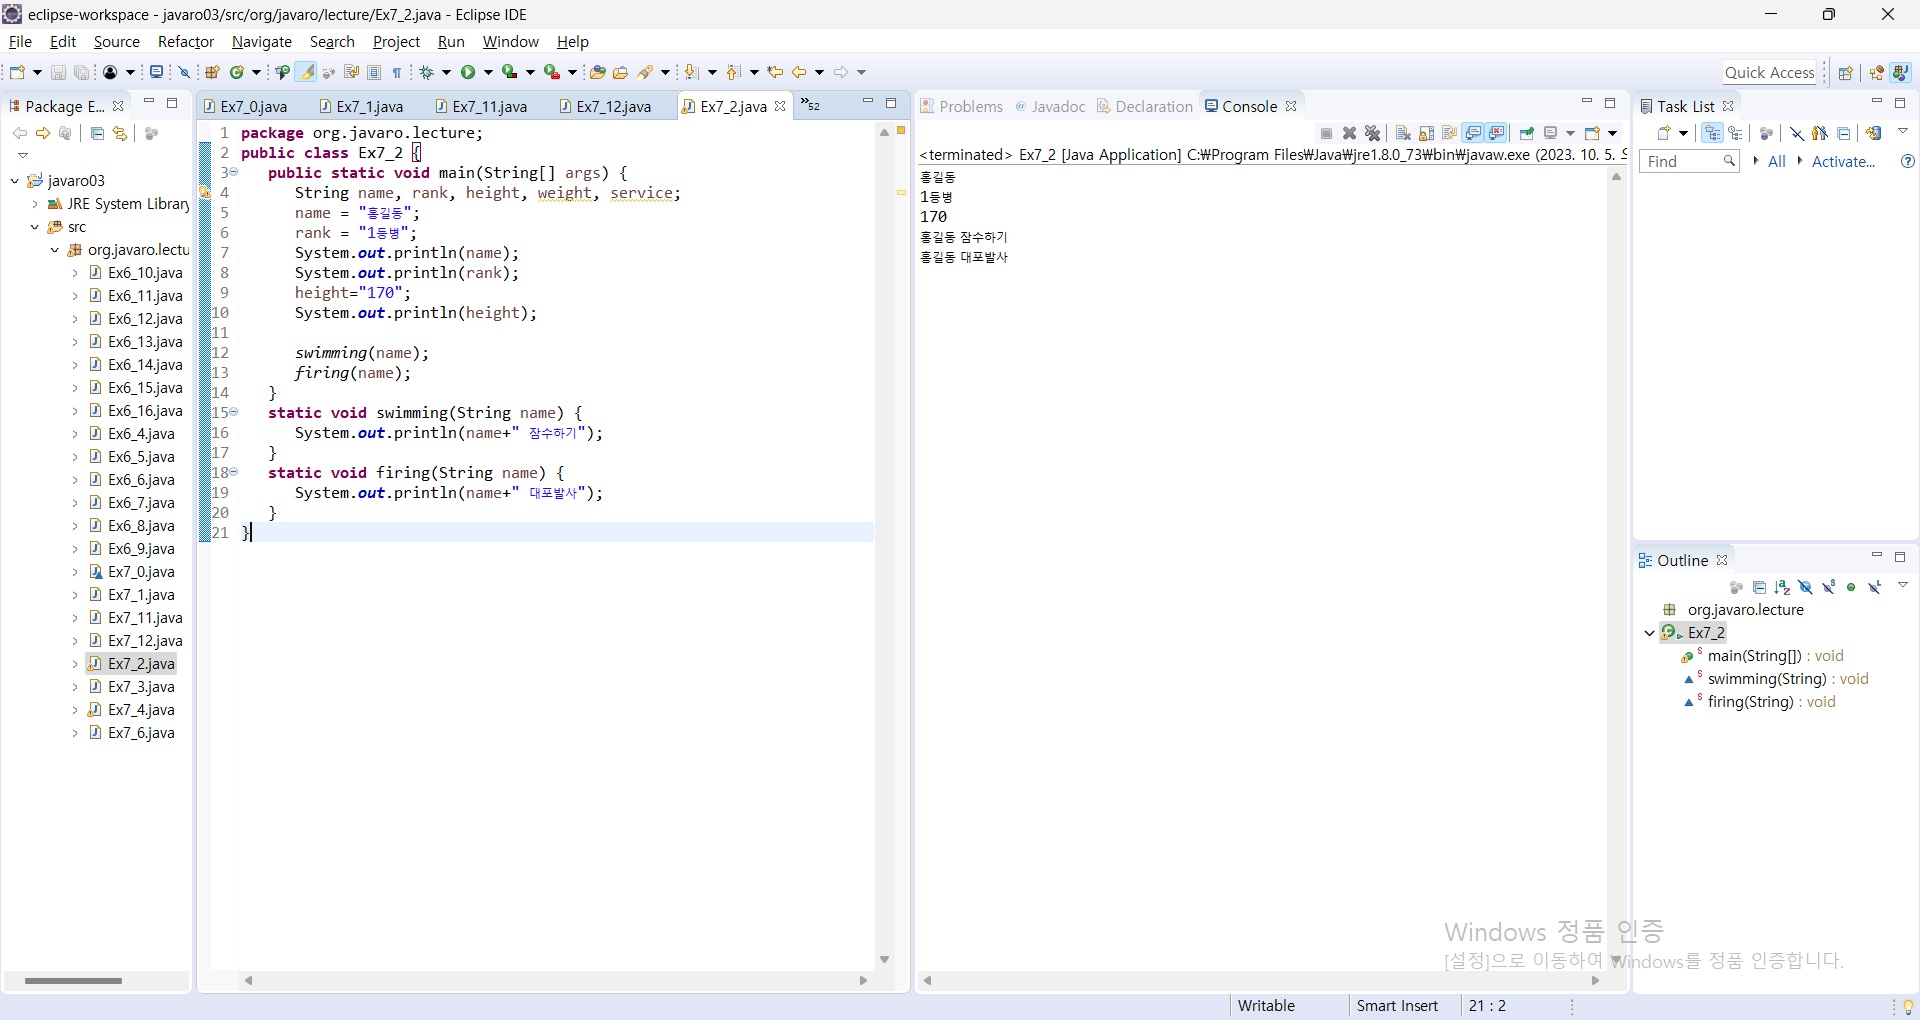 eclipse-workspace - javaro03/src/org/javaro/lecture/Ex7_2.java - Eclipse IDE
File Edit Source Refactor Navigate Search Project Run Window Help
Quick Access
Package E...
javaro03
JRE System Library
src
org.javaro.lectu
Ex6_10.java
Ex6_11.java
Ex6_12.java
Ex6_13.java
Ex6_14.java
Ex6_15.java
Ex6_16.java
Ex6_4.java
Ex6_5.java
Ex6_6.java
Ex6_7.java
Ex6_8.java
Ex6_9.java
Ex7_0.java
Ex7_1.java
Ex7_11.java
Ex7_12.java
Ex7_2.java
Ex7_3.java
Ex7_4.java
Ex7_6.java
Ex7_0.java Ex7_1.java Ex7_11.java Ex7_12.java Ex7_2.java »52
1 package org.javaro.lecture;
2 public class Ex7_2 {
3 public static void main(String[] args) {
4 String name, rank, height, weight, service;
5 name = "홍길동";
6 rank = "1등병";
7 System.out.println(name);
8 System.out.println(rank);
9 height="170";
10 System.out.println(height);
11
12 swimming(name);
13 firing(name);
14 }
15 static void swimming(String name) {
16 System.out.println(name+" 잠수하기");
17 }
18 static void firing(String name) {
19 System.out.println(name+" 대포발사");
20 }
21 }
Problems @ Javadoc Declaration Console
<terminated> Ex7_2 [Java Application] C:₩Program Files₩Java₩jre1.8.0_73₩bin₩javaw.exe (2023. 10. 5.
홍길동
1등병
170
홍길동 잠수하기
홍길동 대포발사
Task List
Find All Activate...
Outline
org.javaro.lecture
Ex7_2
main(String[]) : void
swimming(String) : void
firing(String) : void
Windows 정품 인증
[설정]으로 이동하여 Windows를 정품 인증합니다.
Writable Smart Insert 21 : 2